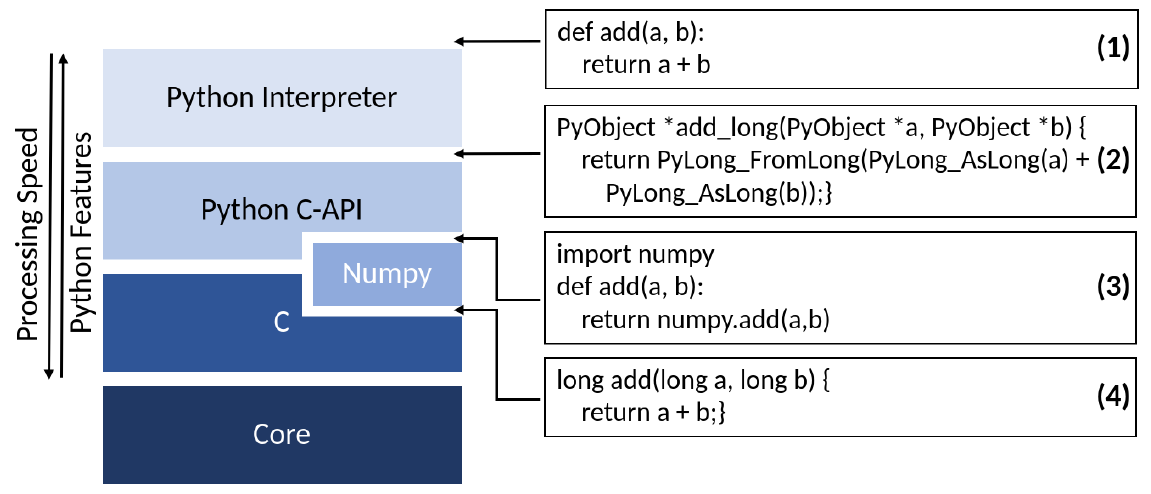 Processing Speed
Python Features
Python Interpreter
Python C-API
Numpy
C
Core
def add(a, b):
return a + b
(1)
PyObject *add_long(PyObject *a, PyObject *b) {
return PyLong_FromLong(PyLong_AsLong(a) +
PyLong_AsLong(b));}
(2)
import numpy
def add(a, b):
return numpy.add(a,b)
(3)
long add(long a, long b) {
return a + b;}
(4)